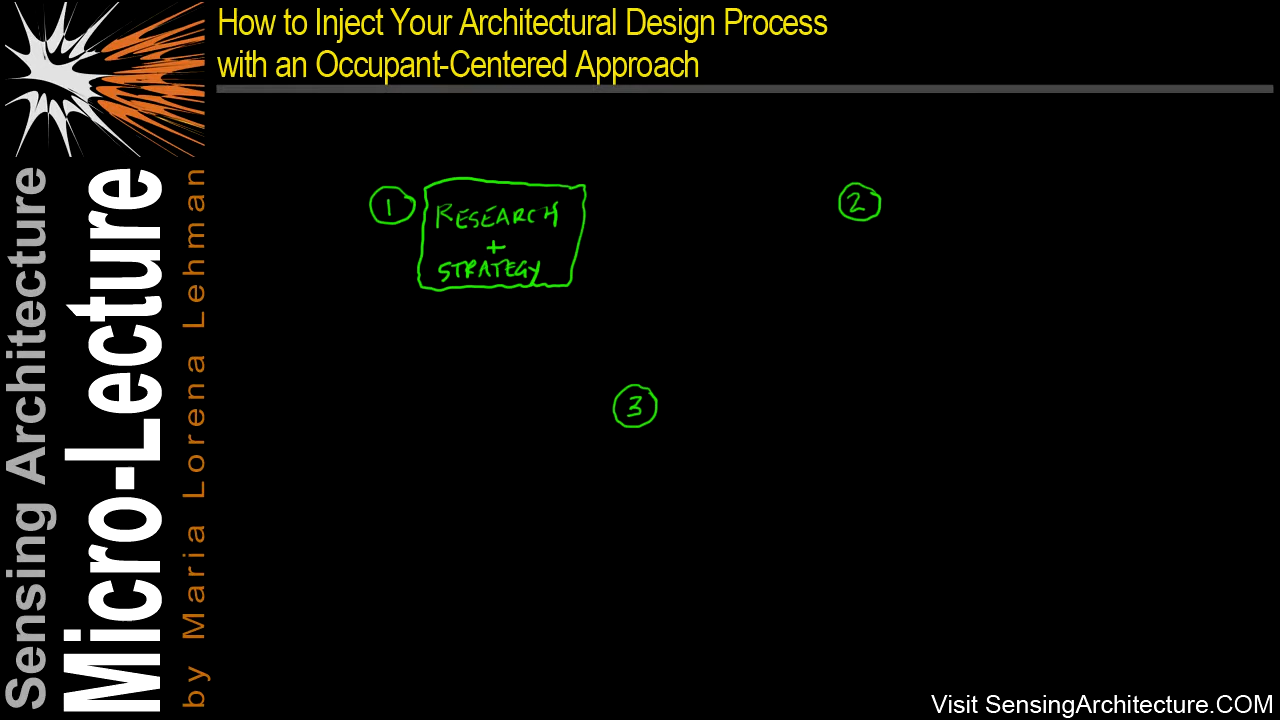 How to Inject Your Architectural Design Process
with an Occupant-Centered Approach
Sensing Architecture
Micro-Lecture
by Maria Lorena Lehman
1
RESEARCH
+
STRATEGY
2
3
Visit SensingArchitecture.COM